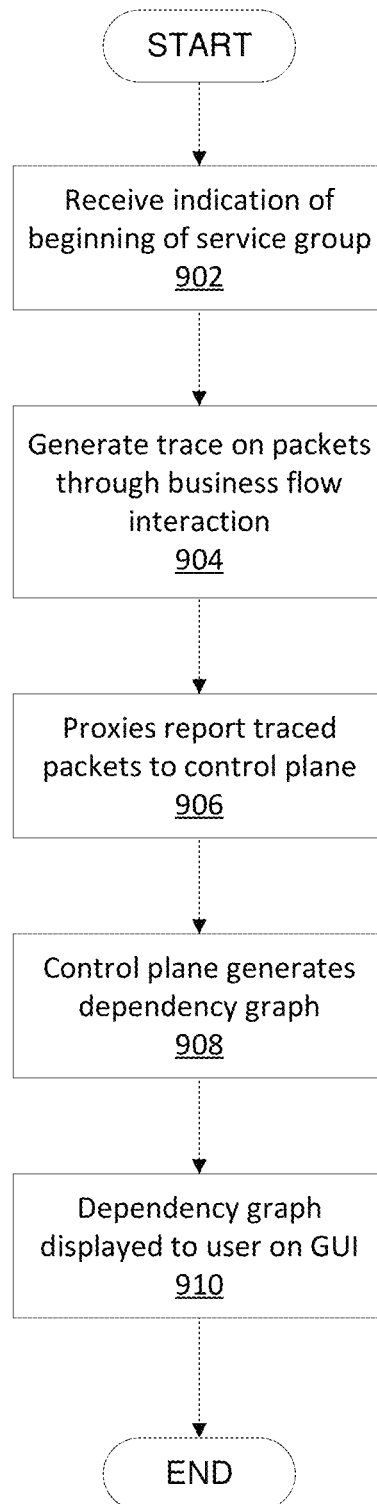 START
Receive indication of
beginning of service group
902
Generate trace on packets
through business flow
interaction
904
Proxies report traced
packets to control plane
906
Control plane generates
dependency graph
908
Dependency graph
displayed to user on GUI
910
END